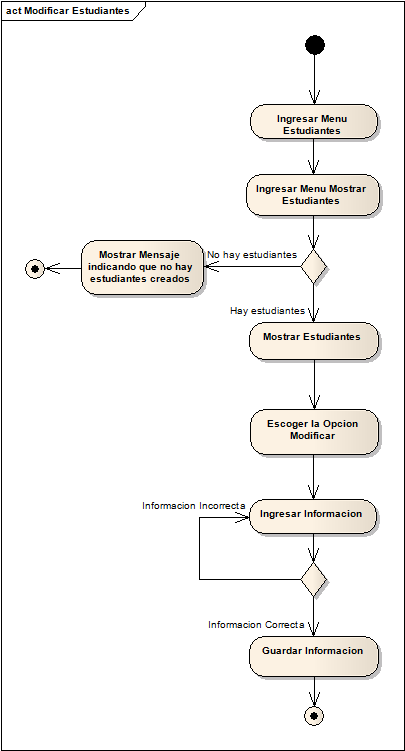 act Modificar Estudiantes
Ingresar Menu
Estudiantes
Ingresar Menu Mostrar
Estudiantes
No hay estudiantes
Mostrar Mensaje
indicando que no hay
estudiantes creados
Hay estudiantes
Mostrar Estudiantes
Escoger la Opcion
Modificar
Informacion Incorrecta
Ingresar Informacion
Informacion Correcta
Guardar Informacion